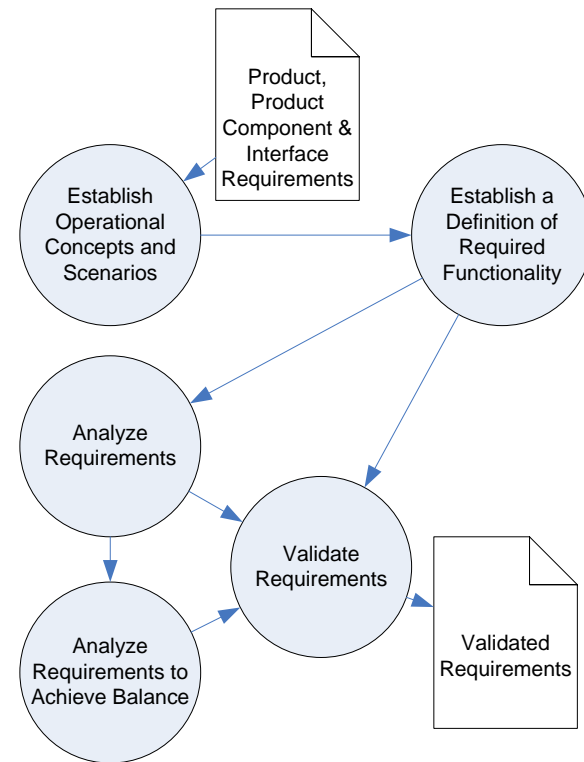 Product,
Product
Component &
Interface
Requirements
Establish
Operational
Concepts and
Scenarios
Establish a
Definition of
Required
Functionality
Analyze
Requirements
Validate
Requirements
Analyze
Requirements to
Achieve Balance
Validated
Requirements